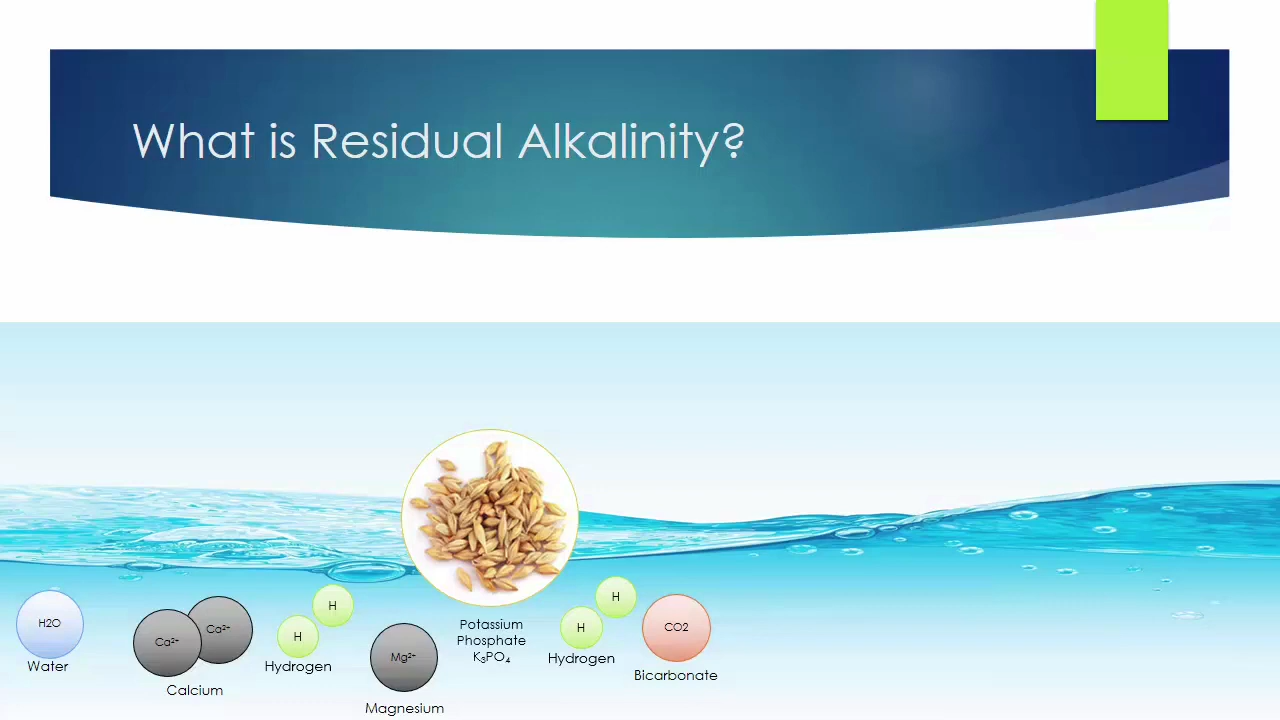 What is Residual Alkalinity?
H2O
Water
Ca²⁺
Ca²⁺
Calcium
H
H
Hydrogen
Mg²⁺
Magnesium
Potassium
Phosphate
K₃PO₄
H
H
Hydrogen
CO2
Bicarbonate